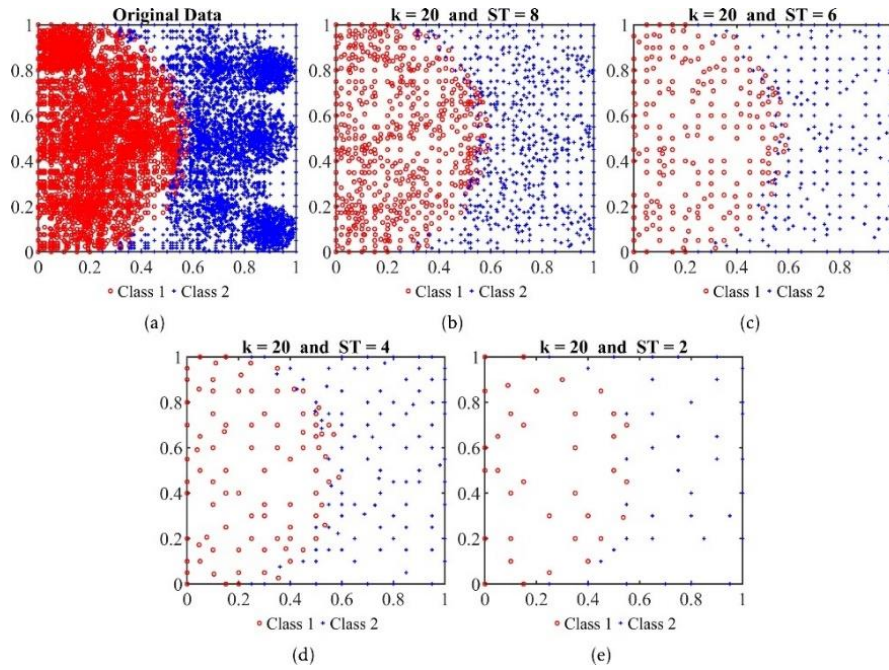 Original Data
1
0.8
0.6
0.4
0.2
0
0 0.2 0.4 0.6 0.8 1
Class 1 Class 2
(a)
k = 20 and ST = 8
1
0.8
0.6
0.4
0.2
0
0 0.2 0.4 0.6 0.8 1
Class 1 Class 2
(b)
k = 20 and ST = 6
1
0.8
0.6
0.4
0.2
0
0 0.2 0.4 0.6 0.8 1
Class 1 Class 2
(c)
k = 20 and ST = 4
1
0.8
0.6
0.4
0.2
0
0 0.2 0.4 0.6 0.8 1
Class 1 Class 2
(d)
k = 20 and ST = 2
1
0.8
0.6
0.4
0.2
0
0 0.2 0.4 0.6 0.8 1
Class 1 Class 2
(e)